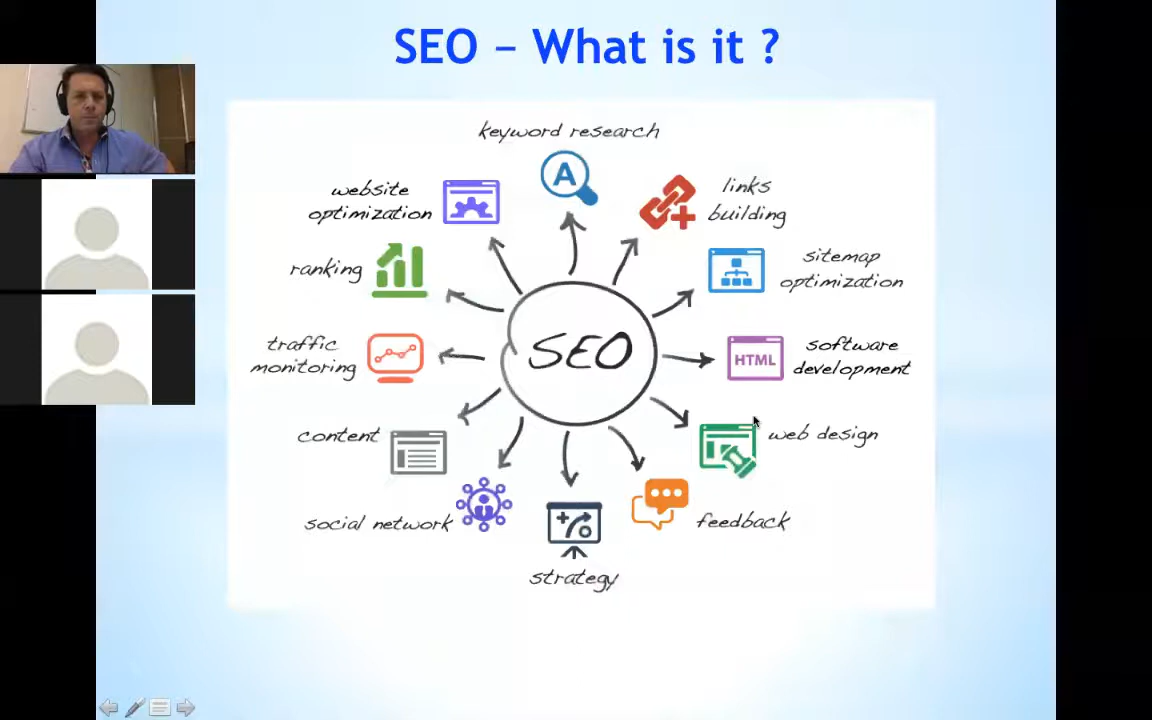 SEO – What is it ?
keyword research
website
optimization
links
building
ranking
sitemap
optimization
SEO
traffic
monitoring
HTML
software
development
content
web design
social network
feedback
strategy
A